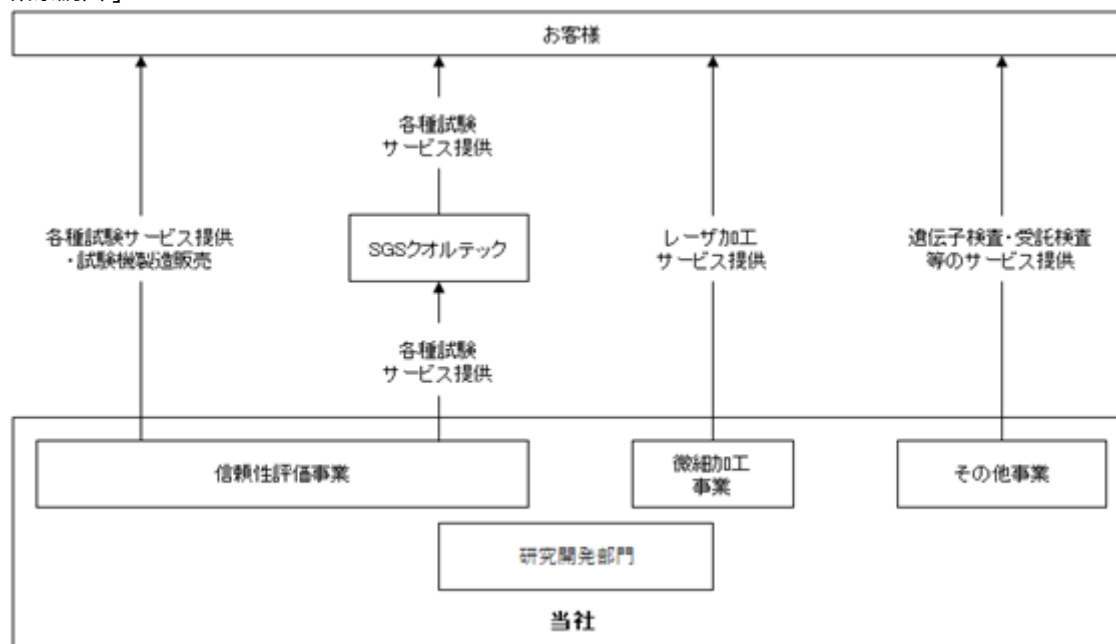 お客様
各種試験
サービス提供
各種試験サービス提供
・試験機製造販売
SGSクオルテック
レーザ加工
サービス提供
遺伝子検査・受託検査
等のサービス提供
各種試験
サービス提供
信頼性評価事業
微細加工
事業
その他事業
研究開発部門
当社